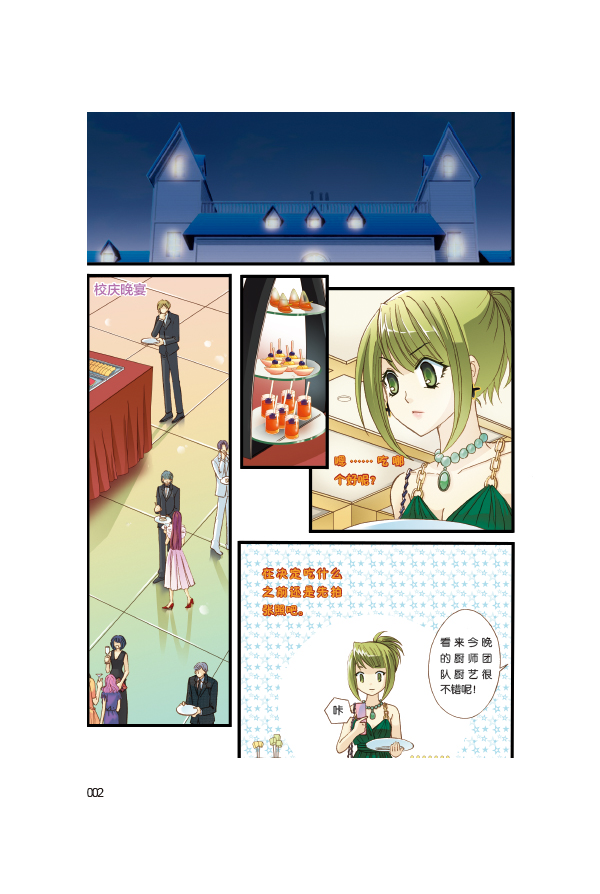 校庆晚宴
嗯……吃哪
个好呢？
在决定吃什么
之前还是先拍
张照吧。
看来今晚
的厨师团
队厨艺很
不错呢！
咔
002